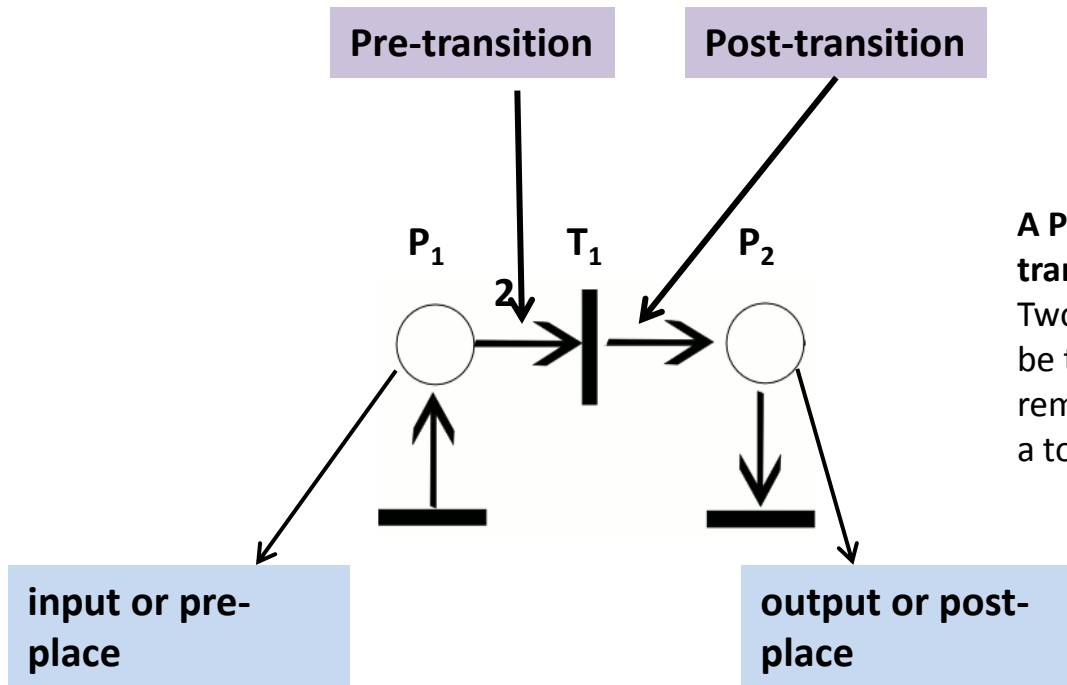 Pre-transition
Post-transition
P1
T1
P2
2
A P
tran
Two
be t
rem
a to
input or pre-
place
output or post-
place